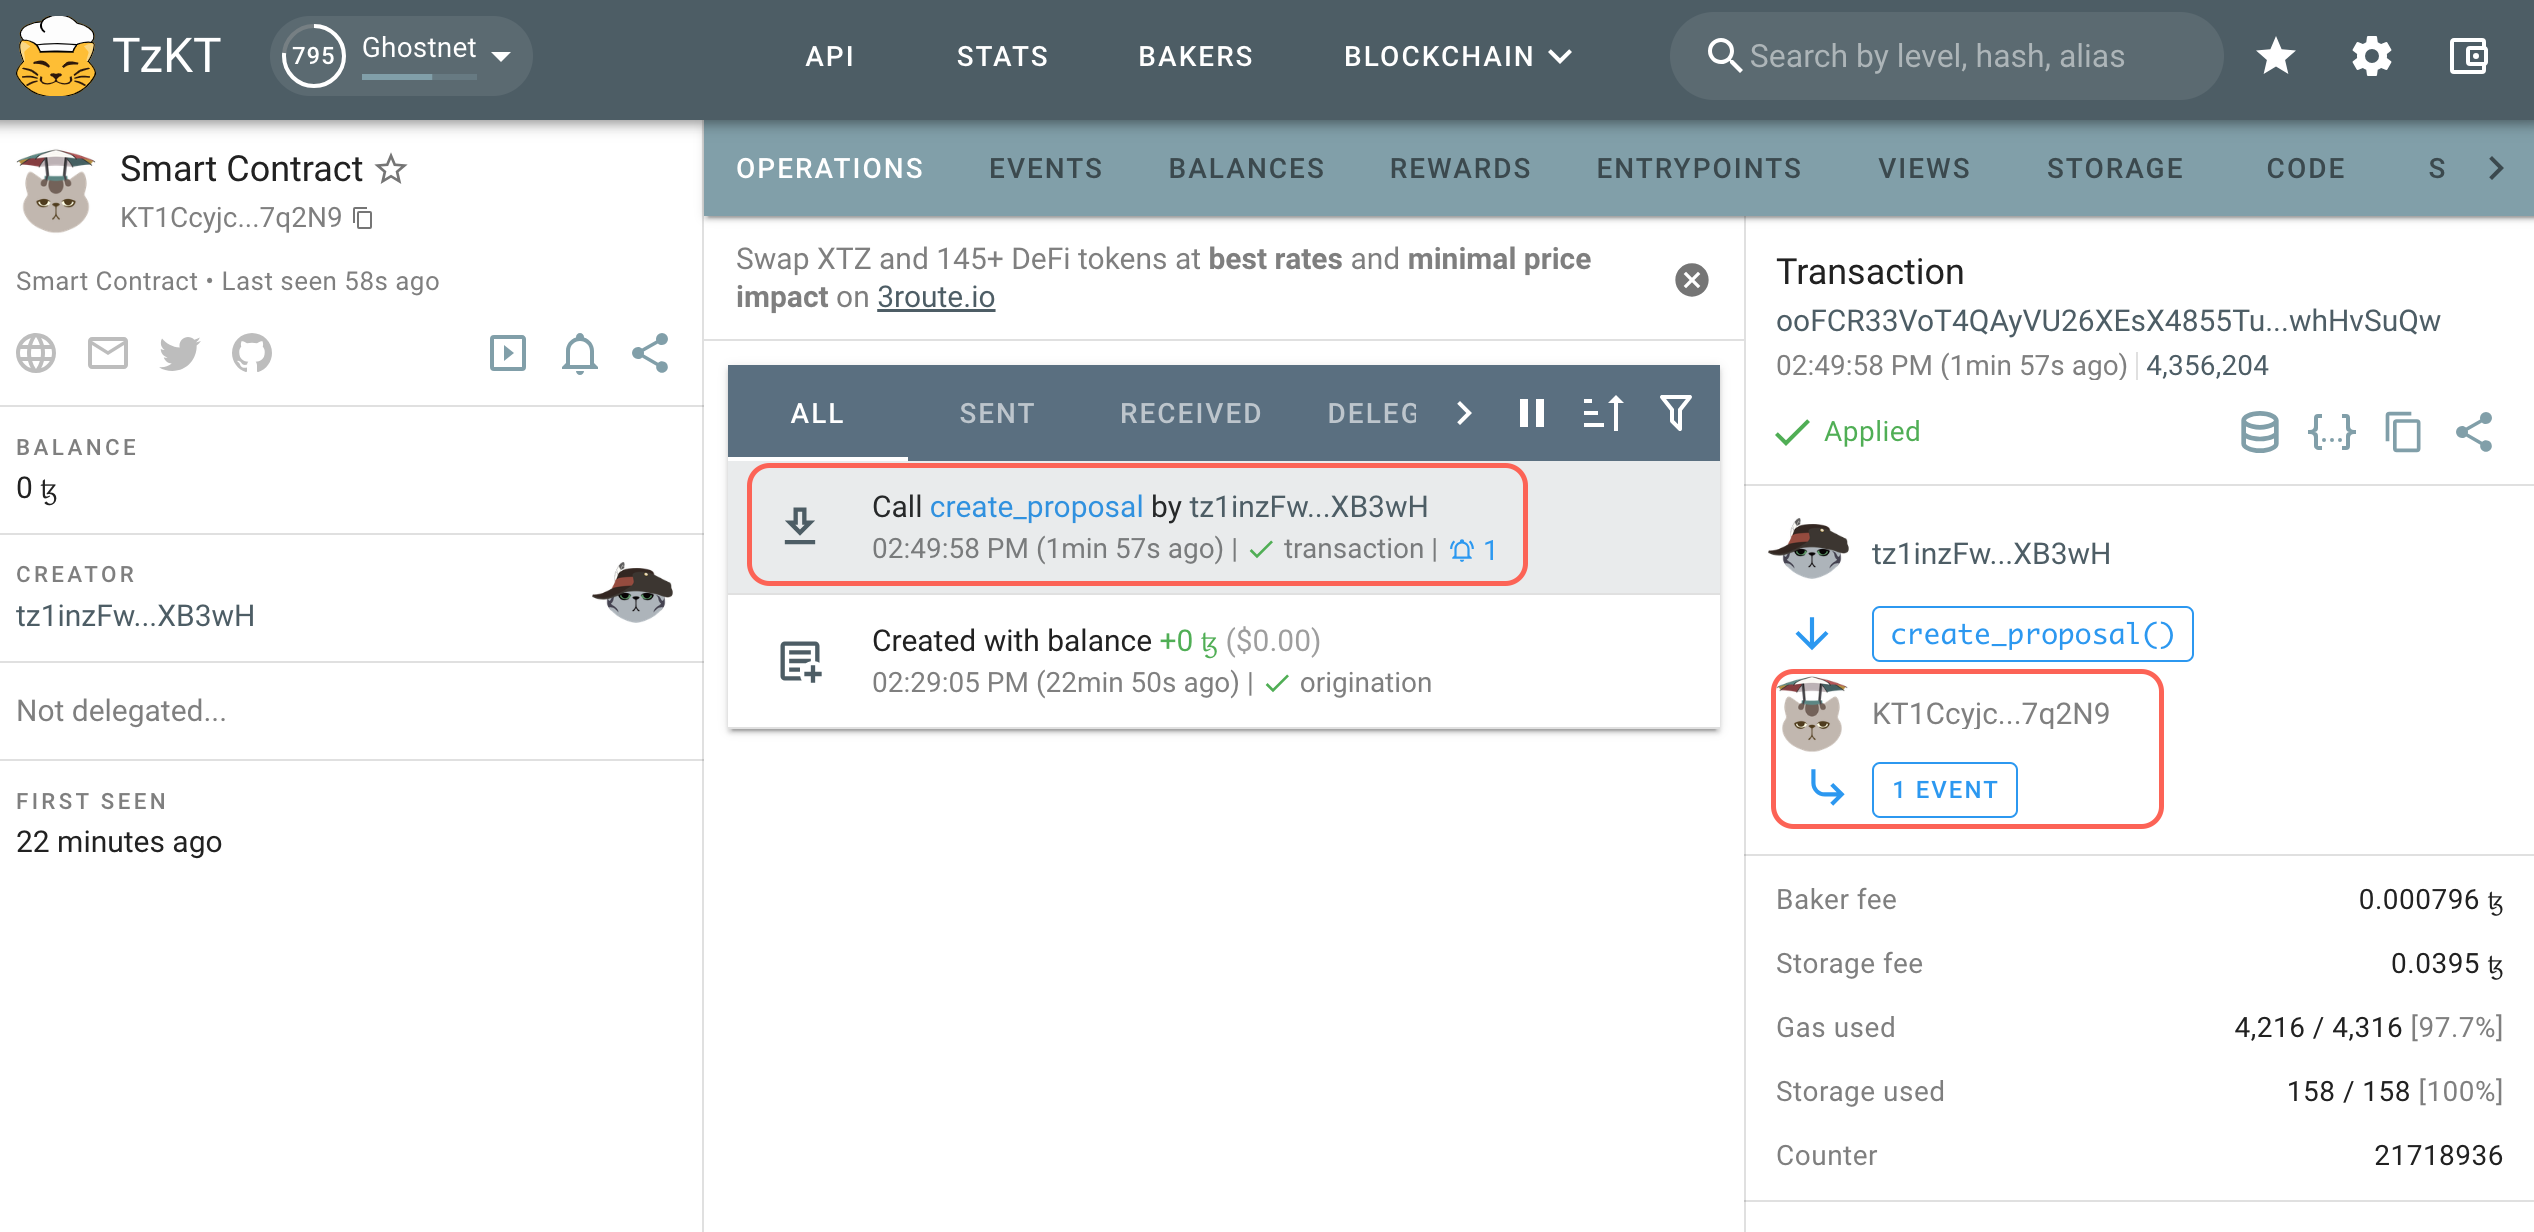 TzKT
795
Ghostnet
API
STATS
BAKERS
BLOCKCHAIN
Search by level, hash, alias
Smart Contract
KT1Ccyjc...7q2N9
Smart Contract • Last seen 58s ago
BALANCE
0 ꜩ
CREATOR
tz1inzFw...XB3wH
Not delegated...
FIRST SEEN
22 minutes ago
OPERATIONS
EVENTS
BALANCES
REWARDS
ENTRYPOINTS
VIEWS
STORAGE
CODE
S
Swap XTZ and 145+ DeFi tokens at best rates and minimal price
impact on 3route.io
ALL
SENT
RECEIVED
DELEG
Call create_proposal by tz1inzFw...XB3wH
02:49:58 PM (1min 57s ago) | transaction | 1
Created with balance +0 ꜩ ($0.00)
02:29:05 PM (22min 50s ago) | origination
Transaction
ooFCR33VoT4QAyVU26XEsX4855Tu...whHvSuQw
02:49:58 PM (1min 57s ago) 4,356,204
Applied
{...}
tz1inzFw...XB3wH
create_proposal()
KT1Ccyjc...7q2N9
1 EVENT
Baker fee 0.000796 ꜩ
Storage fee 0.0395 ꜩ
Gas used 4,216 / 4,316 [97.7%]
Storage used 158 / 158 [100%]
Counter 21718936